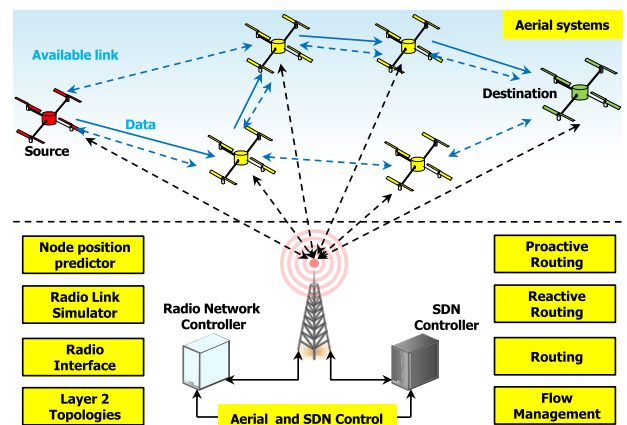 Aerial systems
Available link
Destination
Data
Source
Node position
predictor
Proactive
Routing
Radio Link
Simulator
Radio Network
Controller
SDN
Controller
Reactive
Routing
Radio
Interface
Routing
Layer 2
Topologies
Aerial and SDN Control
Flow
Management